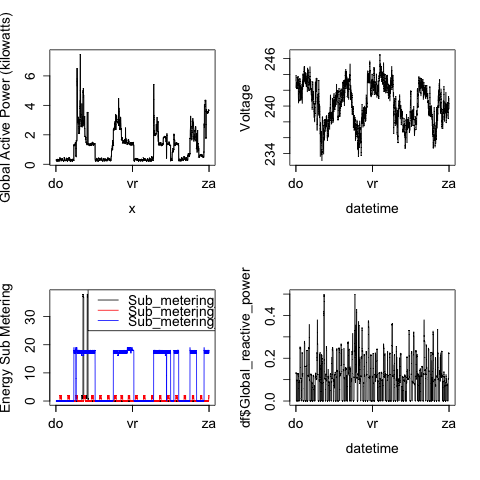 Global Active Power (kilowatts)
0 2 4 6
do vr za
x
Voltage
234 240 246
do vr za
datetime
Energy Sub Metering
0 10 20 30
Sub_metering
Sub_metering
Sub_metering
do vr za
df$Global_reactive_power
0.0 0.2 0.4
do vr za
datetime